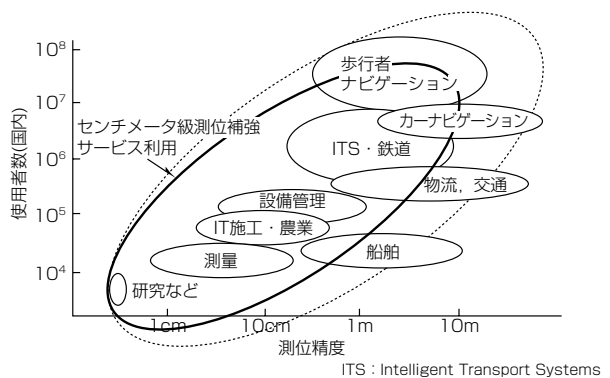 10⁸
10⁷
10⁶
10⁵
10⁴
使用者数((国内)
センチメータ級測位補強
サービス利用
歩行者
ナビゲーション
カーナビゲーション
ITS・鉄道
物流，交通
設備管理
IT施工・農業
測量
船舶
研究など
1cm
10cm
1m
10m
測位精度
ITS：Intelligent Transport Systems